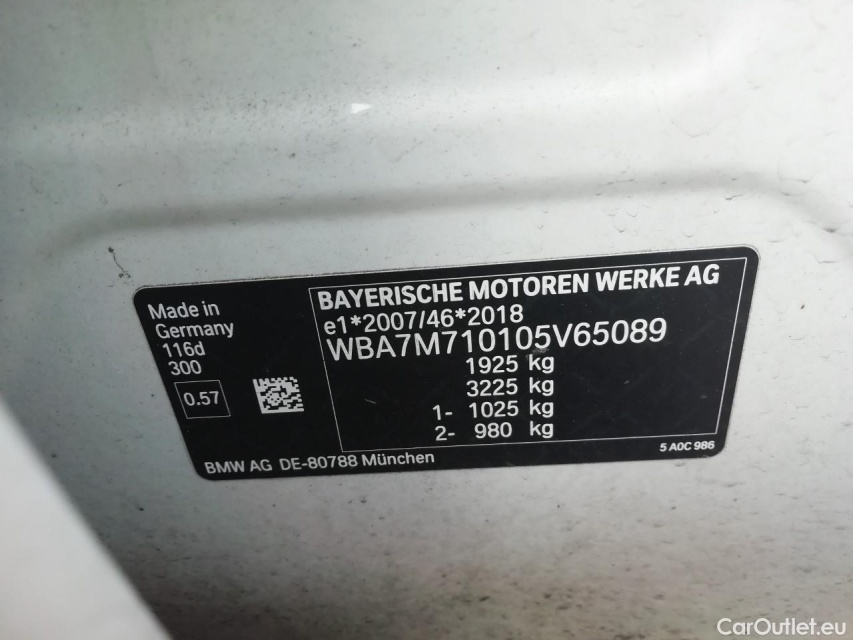 Made in
Germany
116d
300
0.57
BAYERISCHE MOTOREN WERKE AG
e1*2007/46*2018
WBA7M710105V65089
1925 kg
3225 kg
1- 1025 kg
2- 980 kg
BMW AG DE-80788 München
5 A0C 986
CarOutlet.eu